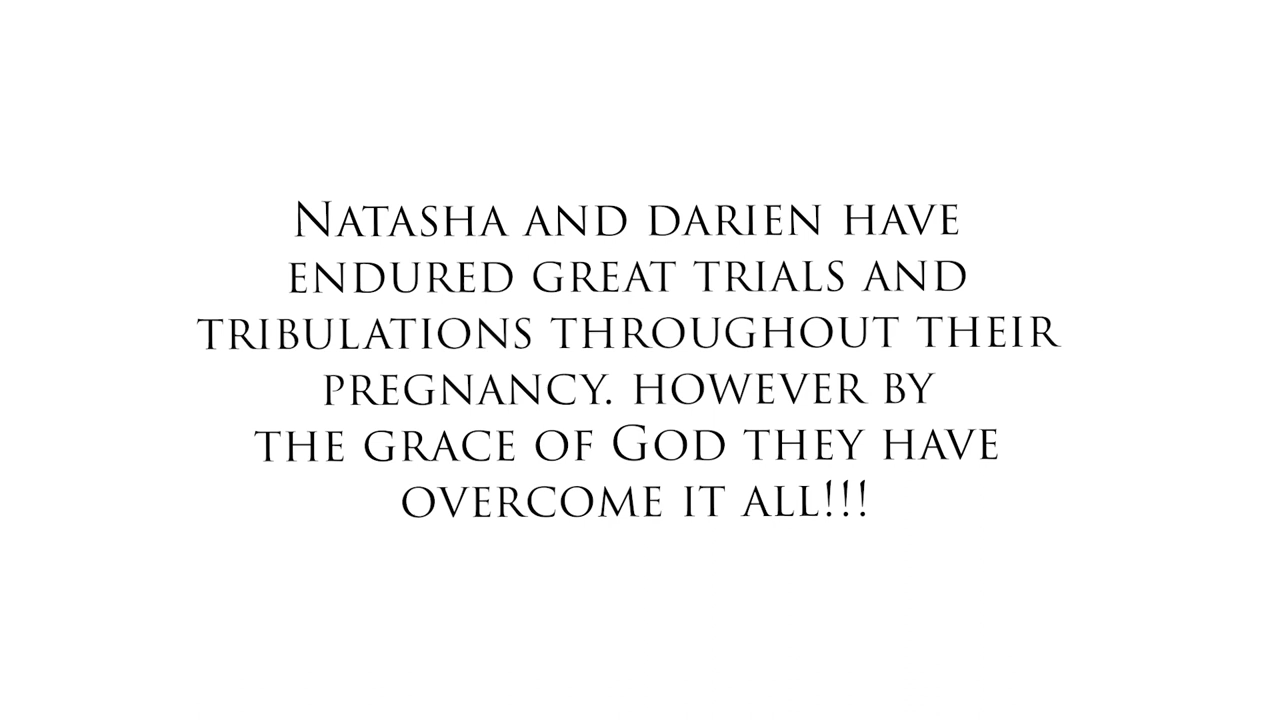 Natasha and darien have
endured great trials and
tribulations throughout their
pregnancy. however by
the grace of God they have
overcome it all!!!